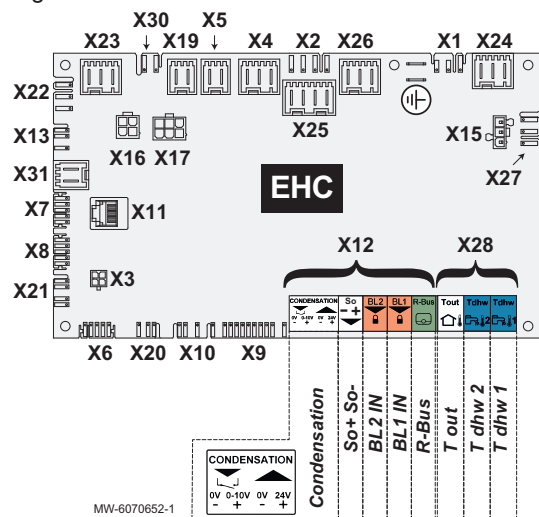 X30 X5
X23 X19 X4 X2 X26 X1 X24
X22
X25
X13 X16 X17 X15
X31
X27
EHC
X7 X11
X8 X12 X28
X3
X21
CONDENSATION So BL2 BL1 R-Bus Tout Tdhw Tdhw
- +
0V 0-10V 0V 24V
- + - +
2 1
X6 X20 X10 X9
Condensation
So+ So-
BL2 IN
BL1 IN
R-Bus
T out
T dhw 2
T dhw 1
CONDENSATION
0V 0-10V 0V 24V
- + - +
MW-6070652-1